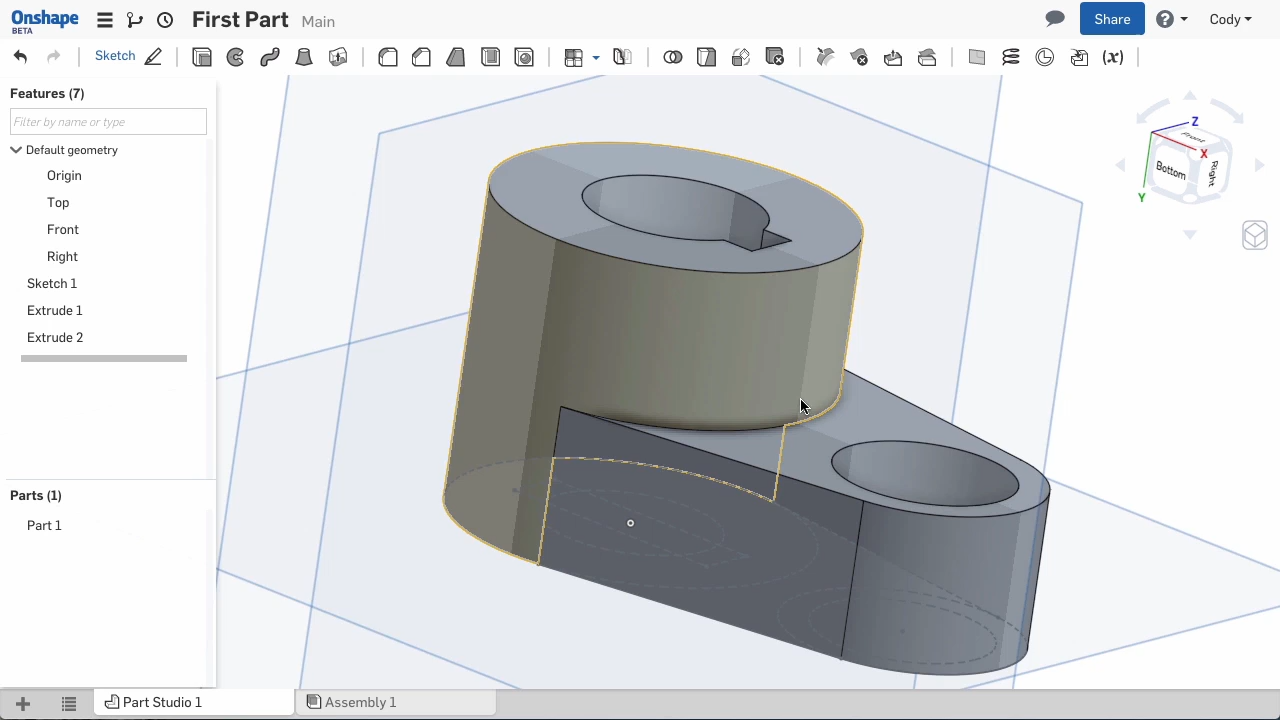 Onshape
BETA
First Part Main
Share
Cody
Sketch
(x)
Features (7)
Filter by name or type
Default geometry
Origin
Top
Front
Right
Sketch 1
Extrude 1
Extrude 2
Parts (1)
Part 1
Z
Front
X
Bottom
Right
Y
Part Studio 1
Assembly 1